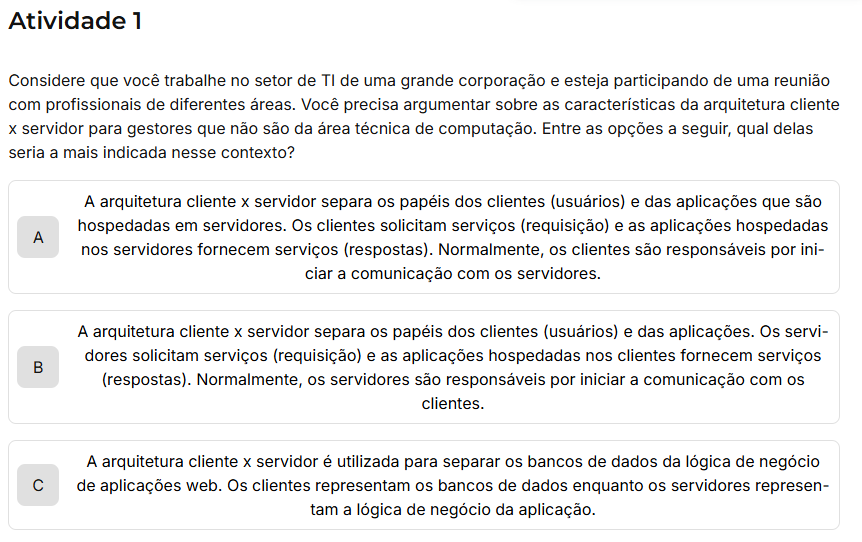 Atividade 1
Considere que você trabalhe no setor de TI de uma grande corporação e esteja participando de uma reunião
com profissionais de diferentes áreas. Você precisa argumentar sobre as características da arquitetura cliente
x servidor para gestores que não são da área técnica de computação. Entre as opções a seguir, qual delas
seria a mais indicada nesse contexto?
A
A arquitetura cliente x servidor separa os papéis dos clientes (usuários) e das aplicações que são
hospedadas em servidores. Os clientes solicitam serviços (requisição) e as aplicações hospedadas
nos servidores fornecem serviços (respostas). Normalmente, os clientes são responsáveis por ini-
ciar a comunicação com os servidores.
B
A arquitetura cliente x servidor separa os papéis dos clientes (usuários) e das aplicações. Os servi-
dores solicitam serviços (requisição) e as aplicações hospedadas nos clientes fornecem serviços
(respostas). Normalmente, os servidores são responsáveis por iniciar a comunicação com os
clientes.
C
A arquitetura cliente x servidor é utilizada para separar os bancos de dados da lógica de negócio
de aplicações web. Os clientes representam os bancos de dados enquanto os servidores represen-
tam a lógica de negócio da aplicação.